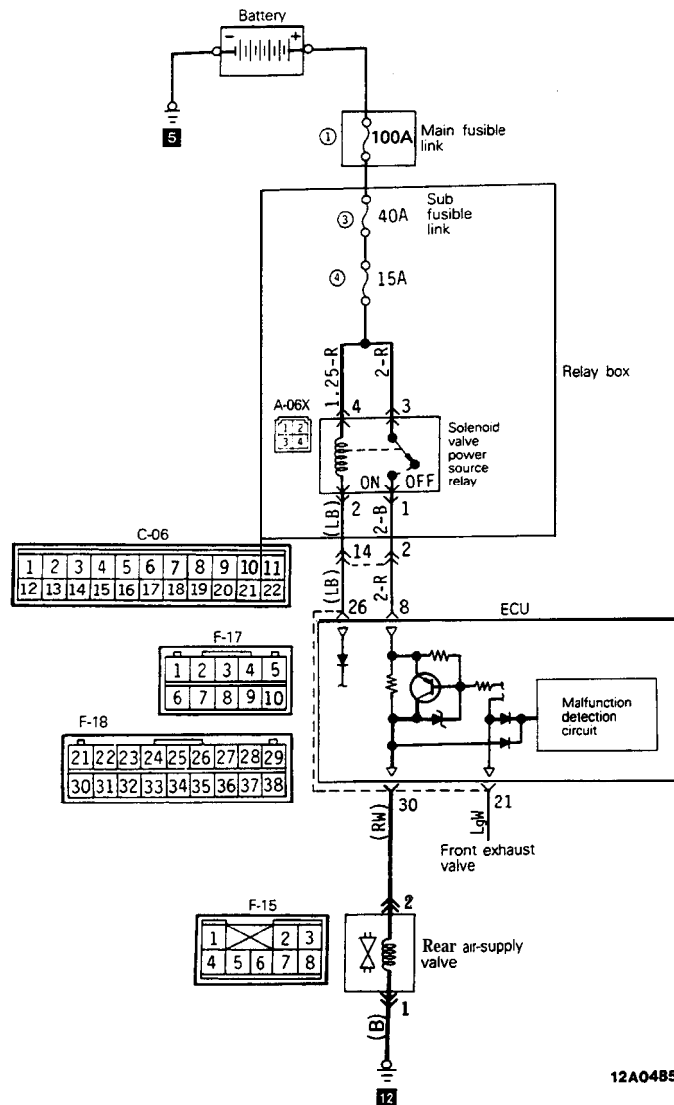 Battery
- +
5
① 100A Main fusible
link
③ 40A Sub
fusible
link
④ 15A
1.25-R 2-R
Relay box
A-06X
1 2
3 4
4 3
Solenoid
valve
power
source
relay
ON OFF
(LB) 2 2-B 1
C-06
1 2 3 4 5 6 7 8 9 10 11
12 13 14 15 16 17 18 19 20 21 22
14 2
(LB) 2-R
26 8 ECU
F-17
1 2 3 4 5
6 7 8 9 10
Malfunction
detection
circuit
F-18
21 22 23 24 25 26 27 28 29
30 31 32 33 34 35 36 37 38
30 21
(RW) LgW
Front exhaust
valve
F-15
1 2 3
4 5 6 7 8
2
Rear air-supply
valve
1
(B)
12
12A0485